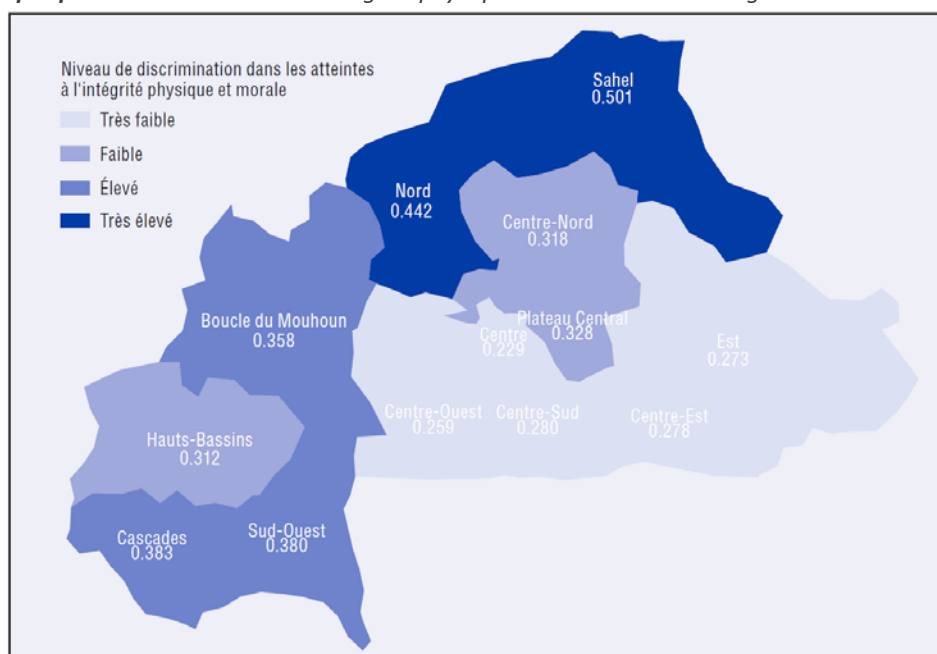 Niveau de discrimination dans les atteintes
à l'intégrité physique et morale
Très faible
Faible
Élevé
Très élevé
Sahel
0.501
Nord
0.442
Centre-Nord
0.318
Boucle du Mouhoun
0.358
Plateau Central
0.328
Centre
0.229
Est
0.273
Hauts-Bassins
0.312
Centre-Ouest
0.259
Centre-Sud
0.280
Centre-Est
0.278
Cascades
0.383
Sud-Ouest
0.380